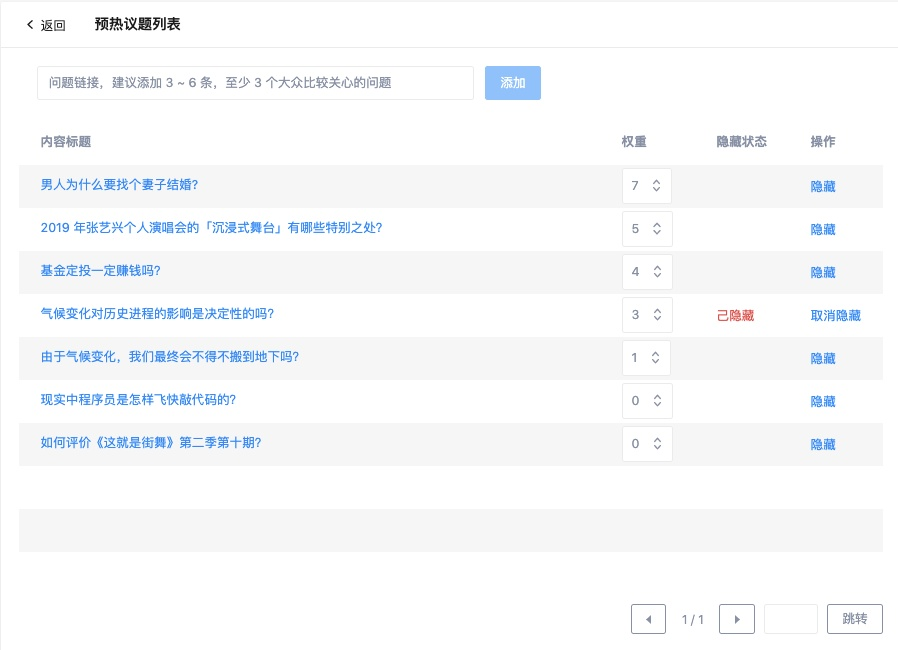 返回 预热议题列表
问题链接，建议添加 3 ~ 6 条，至少 3 个大众比较关心的问题 添加
内容标题 权重 隐藏状态 操作
男人为什么要找个妻子结婚? 7 隐藏
2019 年张艺兴个人演唱会的「沉浸式舞台」有哪些特别之处? 5 隐藏
基金定投一定赚钱吗? 4 隐藏
气候变化对历史进程的影响是决定性的吗? 3 己隐藏 取消隐藏
由于气候变化，我们最终会不得不搬到地下吗? 1 隐藏
现实中程序员是怎样飞快敲代码的? 0 隐藏
如何评价《这就是街舞》第二季第十期? 0 隐藏
1 / 1 跳转